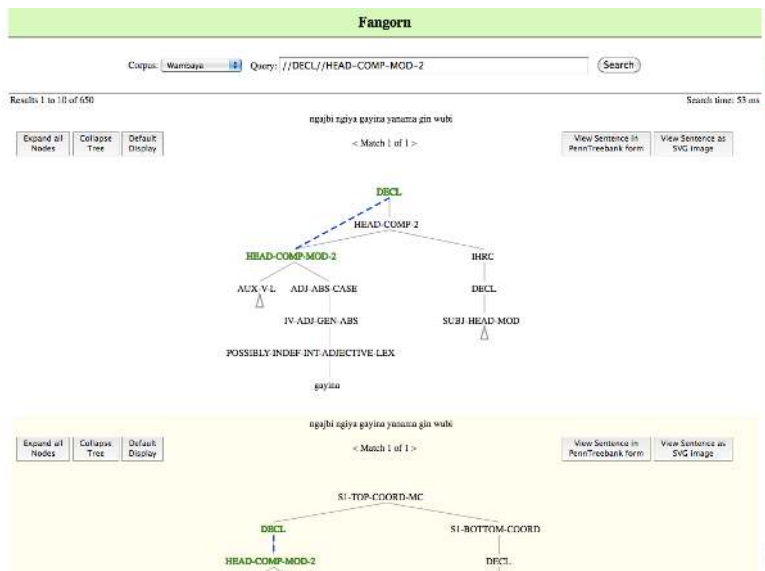 Fangorn
Corpus: Wambaya Query: //DECL//HEAD-COMP-MOD-2 Search
Results 1 to 10 of 650 Search time: 53 ms
ngajbi ngiya gayina yanama gin wubi
Expand all Nodes Collapse Tree Default Display < Match 1 of 1 > View Sentence in PennTreebank form View Sentence as SVG image
DECL
HEAD-COMP-2
HEAD-COMP-MOD-2 IHRC
AUX-V-L ADJ-ABS-CASE DECL
IV-ADJ-GEN-ABS SUBJ-HEAD-MOD
POSSIBLY-INDEF-INT-ADJECTIVE-LEX
gayina
ngajbi ngiya gayina yanama gin wubi
Expand all Nodes Collapse Tree Default Display < Match 1 of 1 > View Sentence in PennTreebank form View Sentence as SVG image
S1-TOP-COORD-MC
DECL S1-BOTTOM-COORD
HEAD-COMP-MOD-2 DECL